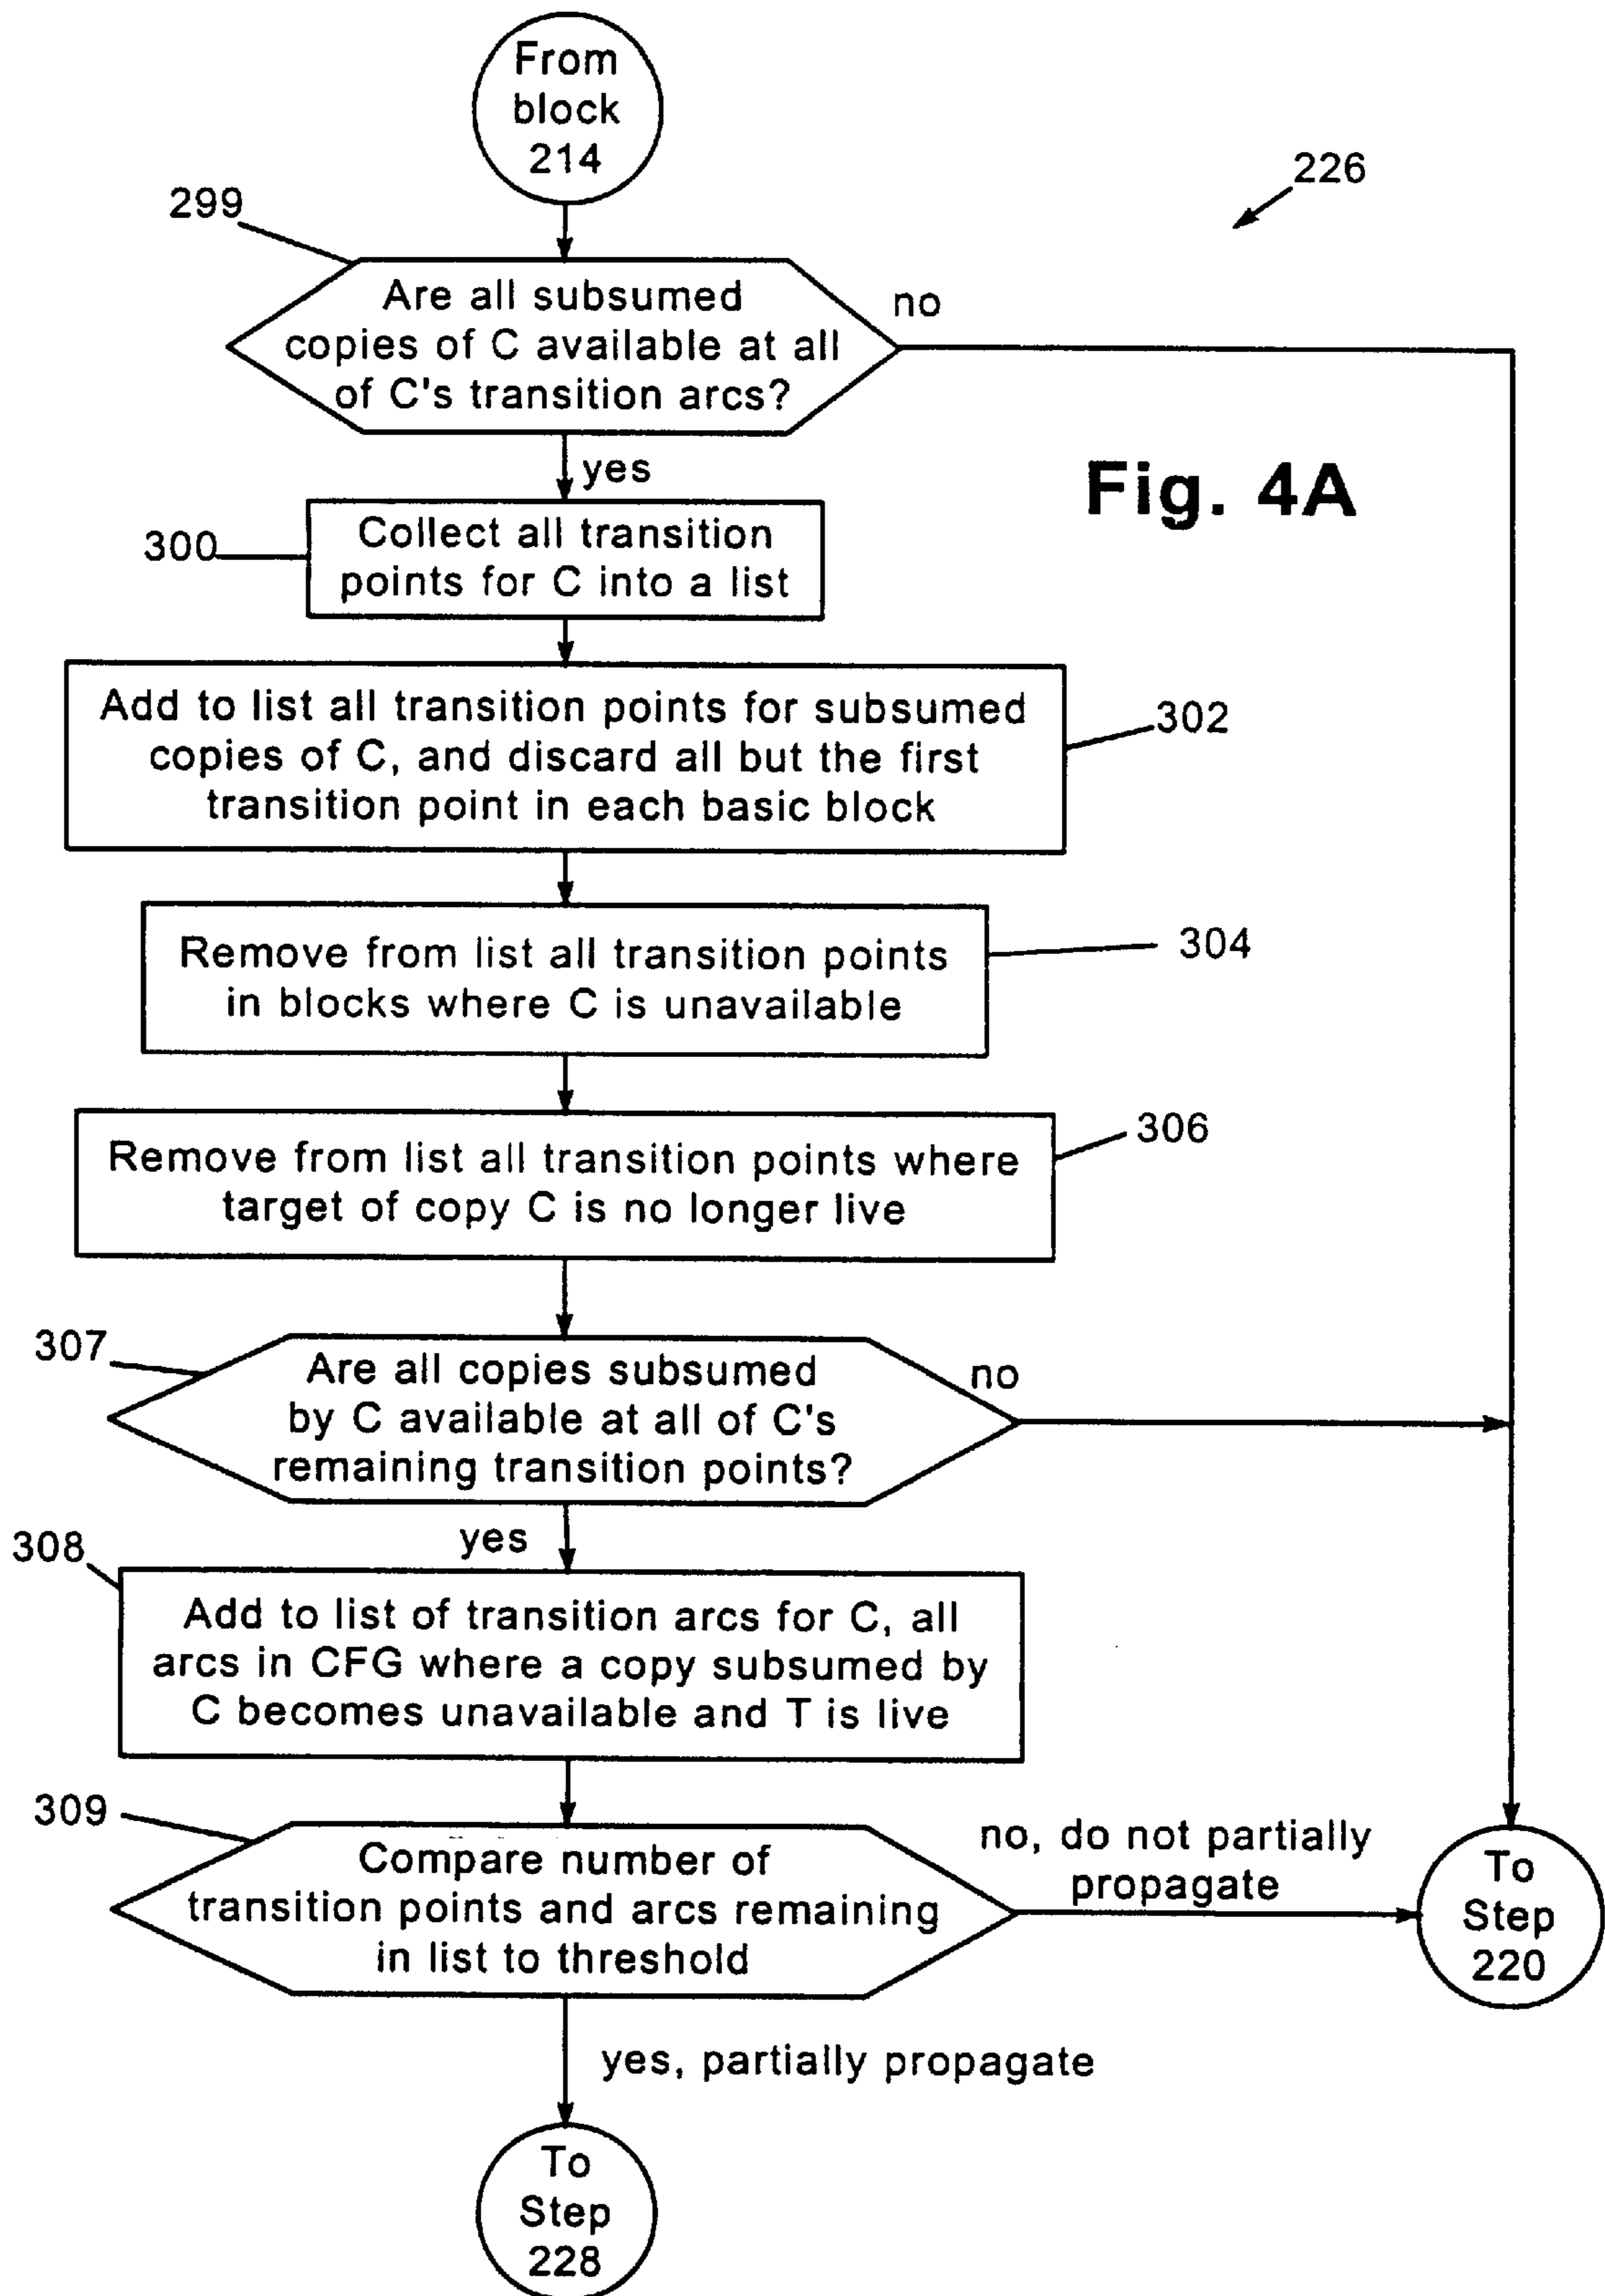 From
block
214
226
299
Are all subsumed
copies of C available at all
of C's transition arcs?
no
yes
Fig. 4A
300
Collect all transition
points for C into a list
Add to list all transition points for subsumed
copies of C, and discard all but the first
transition point in each basic block
302
Remove from list all transition points
in blocks where C is unavailable
304
Remove from list all transition points where
target of copy C is no longer live
306
307
Are all copies subsumed
by C available at all of C's
remaining transition points?
no
yes
308
Add to list of transition arcs for C, all
arcs in CFG where a copy subsumed by
C becomes unavailable and T is live
309
Compare number of
transition points and arcs remaining
in list to threshold
no, do not partially
propagate
To
Step
220
yes, partially propagate
To
Step
228